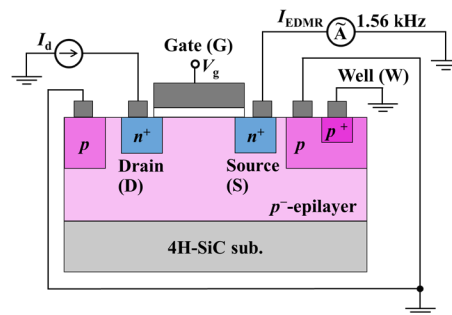 I_EDMR
1.56 kHz
I_d
Ã
Gate (G)
V_g
Well (W)
p
n+
n+
p
p+
Drain
(D)
Source
(S)
p−-epilayer
4H-SiC sub.